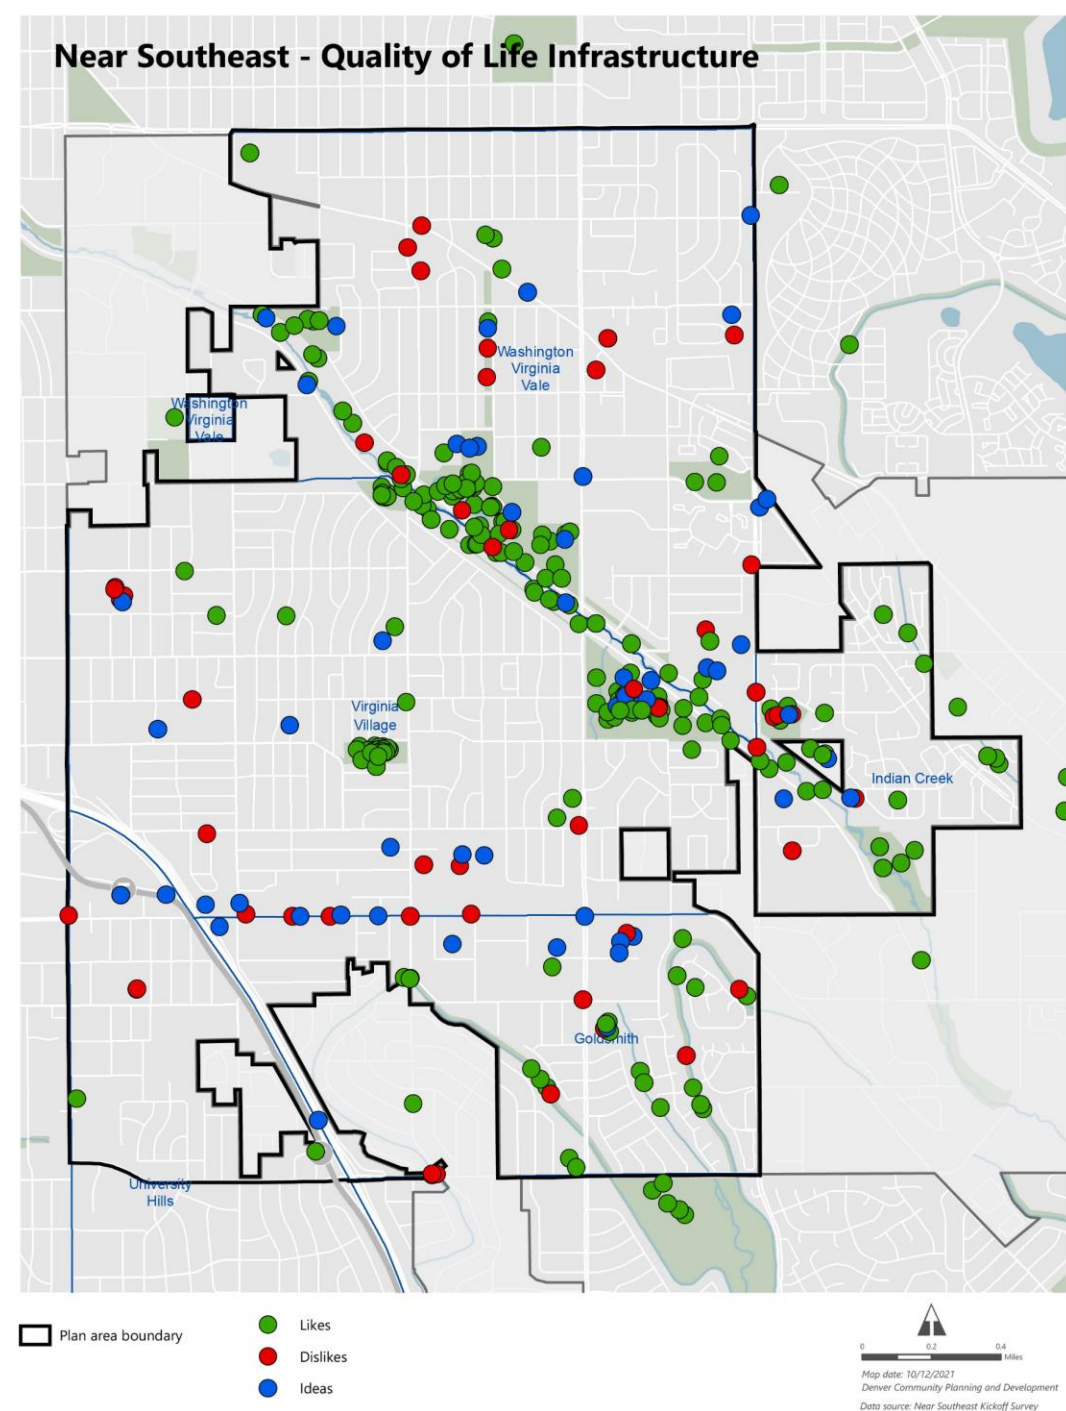 Near Southeast - Quality of Life Infrastructure
Washington
Virginia
Vale
Washington
Virginia
Vale
Virginia
Village
Indian Creek
Goldsmith
University
Hills
Plan area boundary
Likes
Dislikes
Ideas
0 0.2 0.4
Miles
Map date: 10/12/2021
Denver Community Planning and Development
Data source: Near Southeast Kickoff Survey